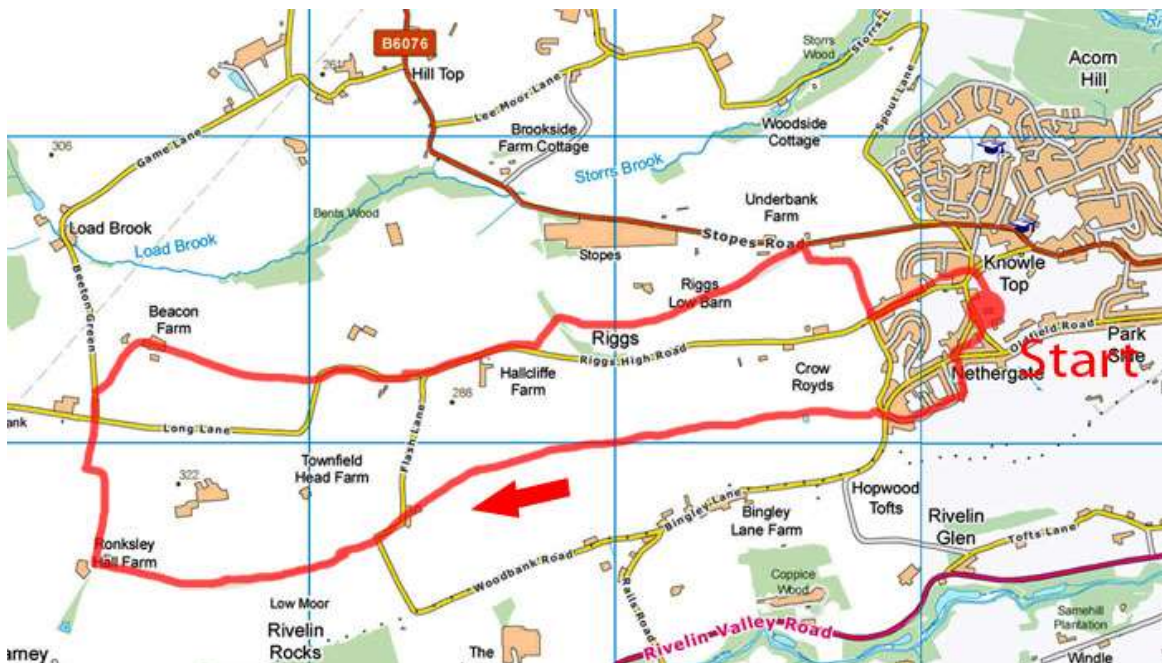 B6076
Hill Top
261
Storrs
Wood
Storrs L
Acorn
Hill
Spout Lane
Lee Moor Lane
Brookside
Farm Cottage
Woodside
Cottage
306
Game Lane
Storrs Brook
Underbank
Farm
Load Brook
Load Brook
Bents Wood
Stopes
Stopes Road
Knowle
Top
Beeton Green
Beacon
Farm
Riggs
Low Barn
Riggs
Riggs High Road
Oldfield Road
Park
Start
Nethergate
Hallcliffe
Farm
Crow
Royds
288
ank
Long Lane
Flash Lane
Townfield
Head Farm
322
Hopwood
Tofts
Bingley Lane
Bingley
Lane Farm
Rivelin
Glen
Tofts Lane
Ronksley
Hall Farm
Woodbank Road
Rails Road
Coppice
Wood
Low Moor
Rivelin
Rocks
The
Rivelin Valley Road
Samehill
Plantation
Windle
arney